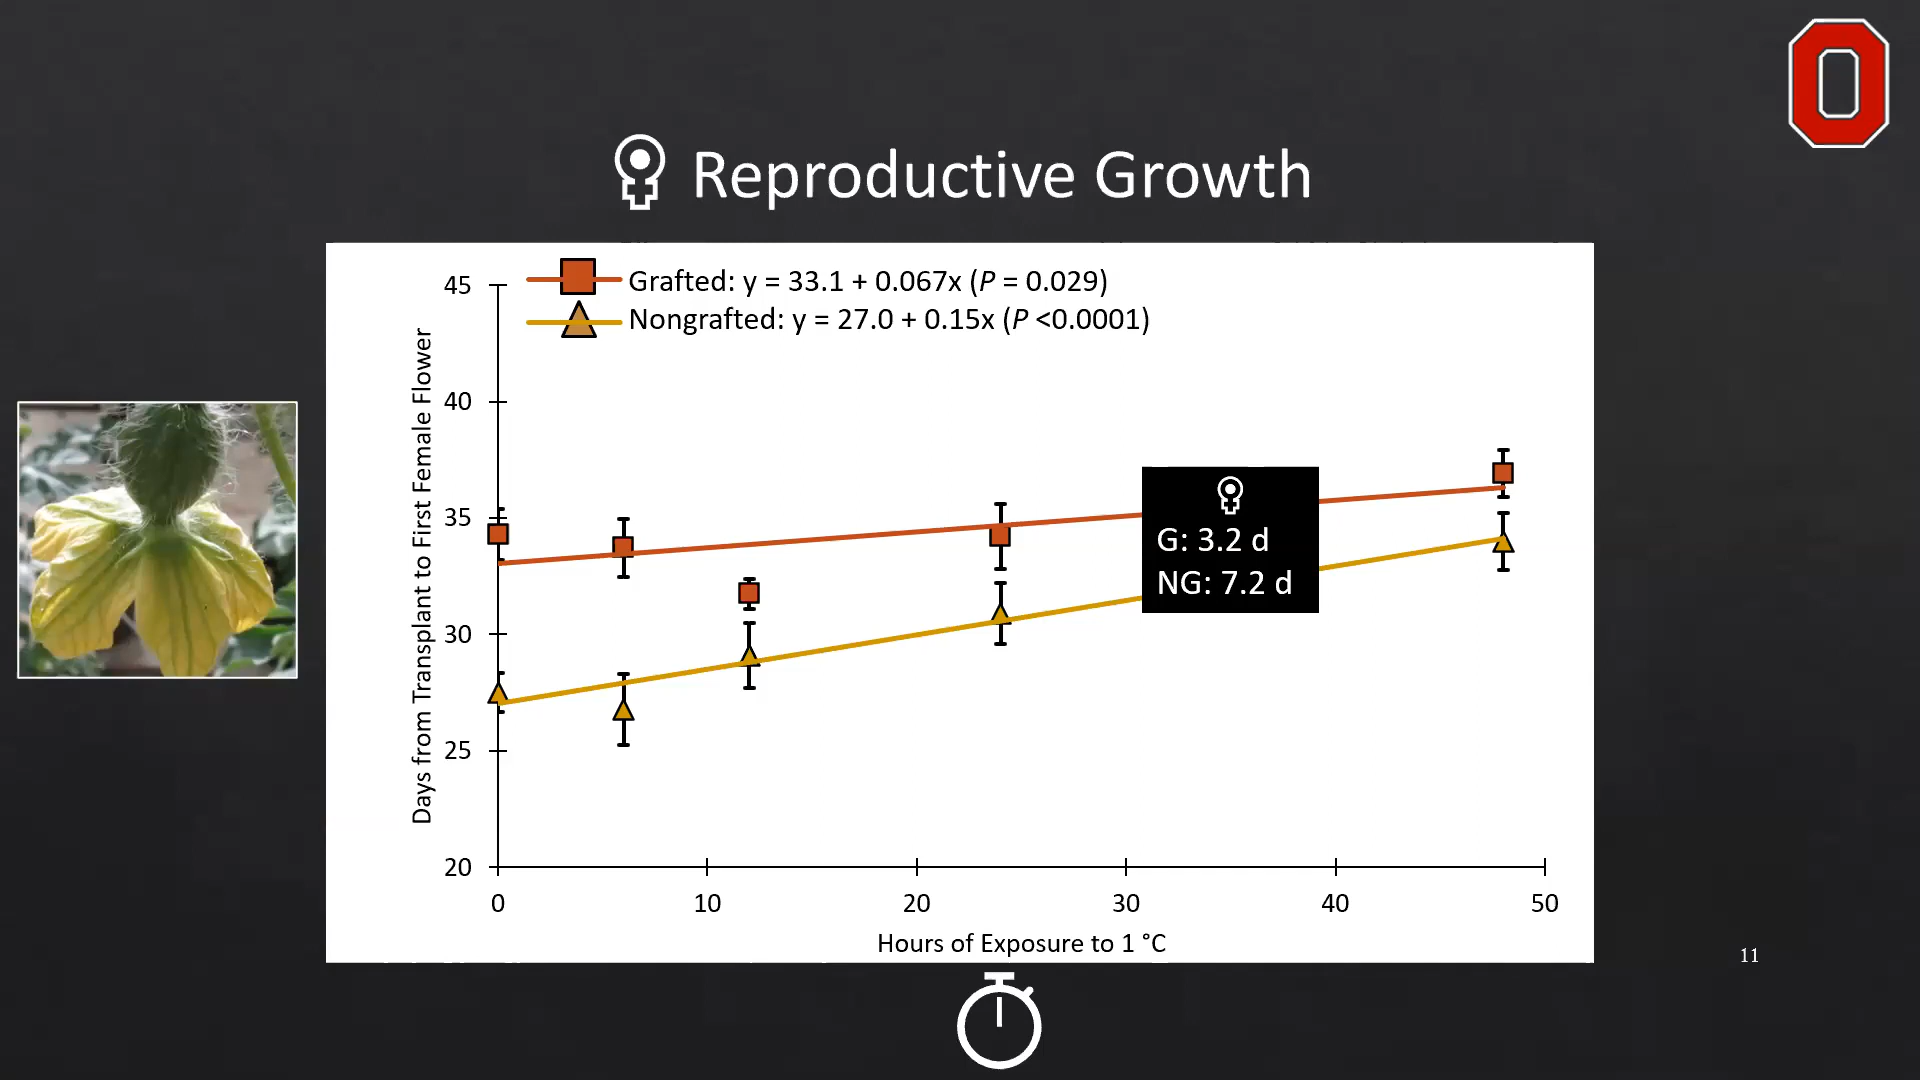 O
Reproductive Growth
Grafted: y = 33.1 + 0.067x (P = 0.029)
Nongrafted: y = 27.0 + 0.15x (P <0.0001)
Days from Transplant to First Female Flower
45
40
35
30
25
20
G: 3.2 d
NG: 7.2 d
0 10 20 30 40 50
Hours of Exposure to 1 °C
11